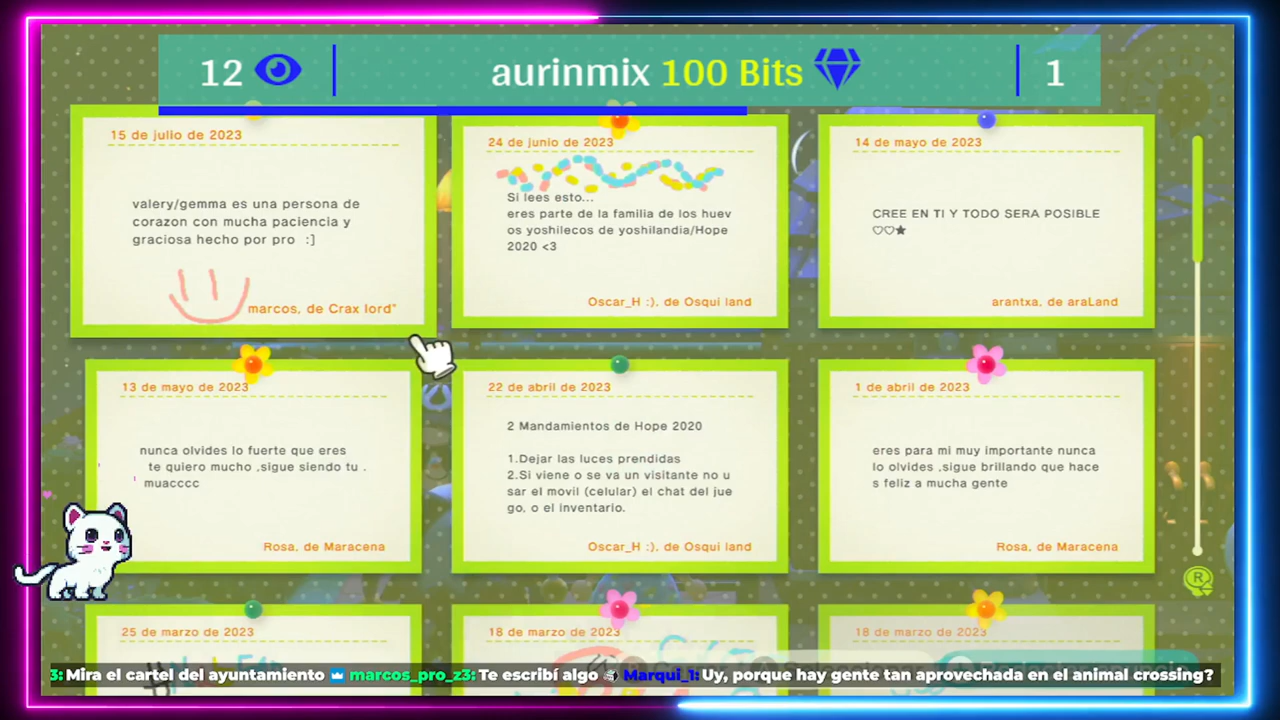 12
aurinmix 100 Bits
1
15 de julio de 2023
valery/gemma es una persona de
corazon con mucha paciencia y
graciosa hecho por pro :]
marcos, de Crax lord"
24 de junio de 2023
Si lees esto...
eres parte de la familia de los huev
os yoshilecos de yoshilandia/Hope
2020 <3
Oscar_H :), de Osqui land
14 de mayo de 2023
CREE EN TI Y TODO SERA POSIBLE
♡♡★
arantxa, de araLand
13 de mayo de 2023
nunca olvides lo fuerte que eres
te quiero mucho ,sigue siendo tu .
muacccc
Rosa, de Maracena
22 de abril de 2023
2 Mandamientos de Hope 2020
1.Dejar las luces prendidas
2.Si viene o se va un visitante no u
sar el movil (celular) el chat del jue
go, o el inventario.
Oscar_H :), de Osqui land
1 de abril de 2023
eres para mi muy importante nunca
lo olvides ,sigue brillando que hace
s feliz a mucha gente
Rosa, de Maracena
R
25 de marzo de 2023
18 de marzo de 2023
18 de marzo de 2023
3: Mira el cartel del ayuntamiento marcos_pro_z3: Te escribí algo Marqui_1: Uy, porque hay gente tan aprovechada en el animal crossing?